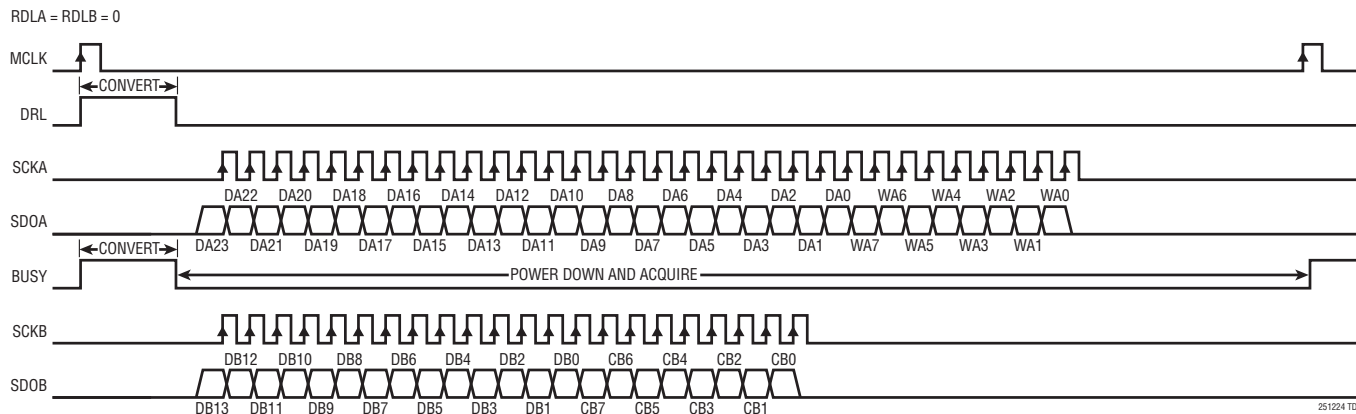 RDLA = RDLB = 0
MCLK
CONVERT
DRL
SCKA
DA22 DA20 DA18 DA16 DA14 DA12 DA10 DA8 DA6 DA4 DA2 DA0 WA6 WA4 WA2 WA0
SDOA
DA23 DA21 DA19 DA17 DA15 DA13 DA11 DA9 DA7 DA5 DA3 DA1 WA7 WA5 WA3 WA1
CONVERT
BUSY
POWER DOWN AND ACQUIRE
SCKB
DB12 DB10 DB8 DB6 DB4 DB2 DB0 CB6 CB4 CB2 CB0
SDOB
DB13 DB11 DB9 DB7 DB5 DB3 DB1 CB7 CB5 CB3 CB1
251224 TD